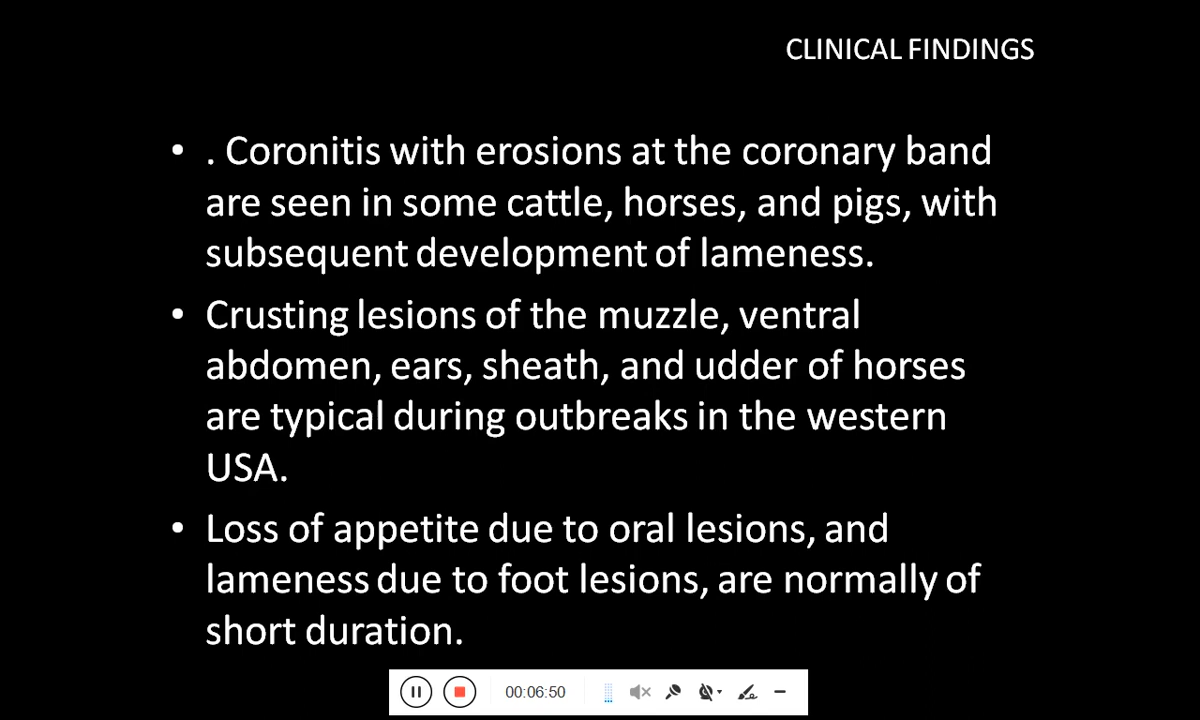 CLINICAL FINDINGS
• . Coronitis with erosions at the coronary band
are seen in some cattle, horses, and pigs, with
subsequent development of lameness.
• Crusting lesions of the muzzle, ventral
abdomen, ears, sheath, and udder of horses
are typical during outbreaks in the western
USA.
• Loss of appetite due to oral lesions, and
lameness due to foot lesions, are normally of
short duration.
00:06:50